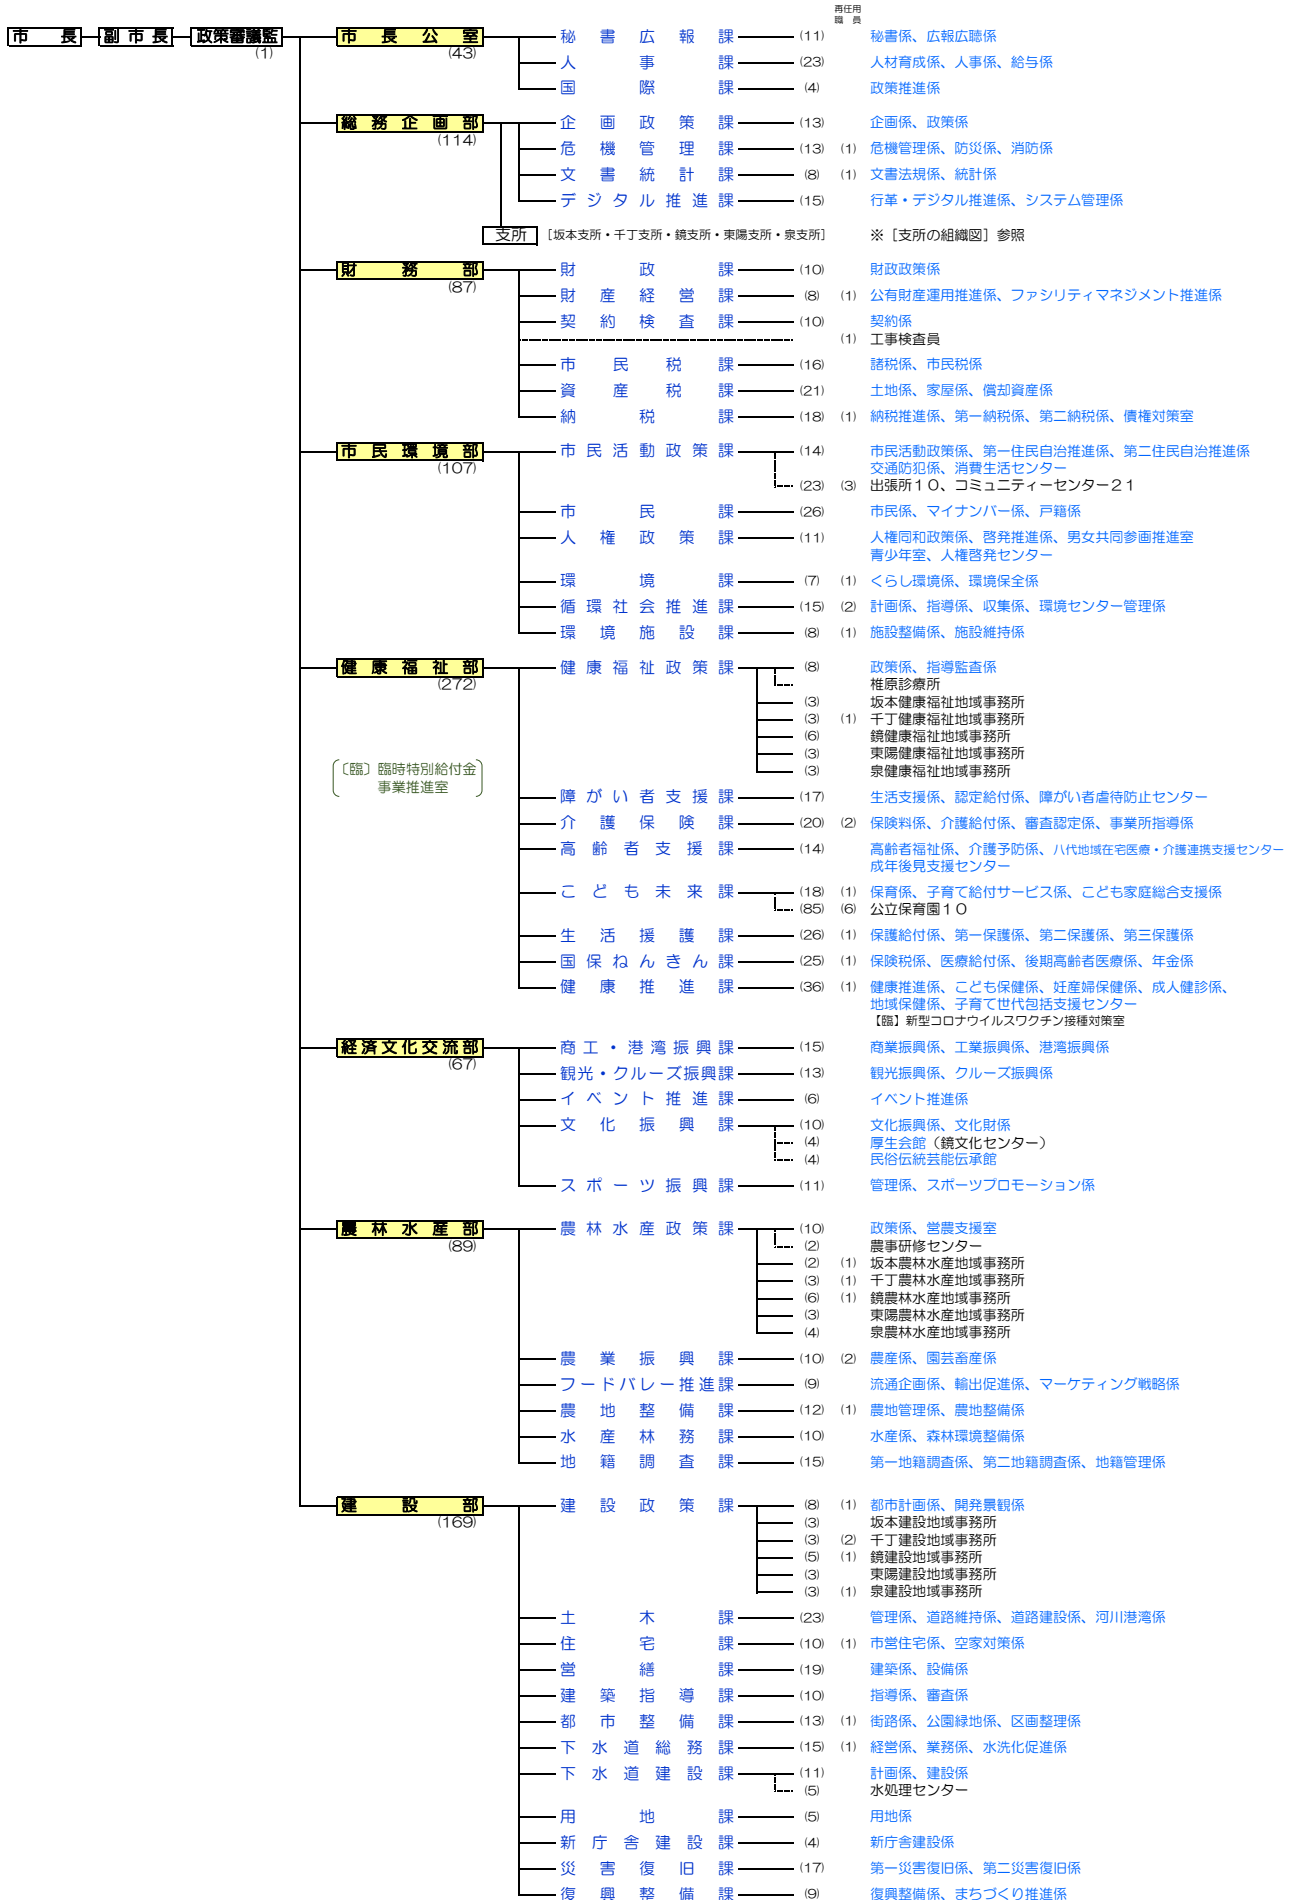 再任用
職員
市長 副市長 政策審議監 市長公室 秘書広報課 (11) 秘書係、広報広聴係
(1) (43)
人事課 (23) 人材育成係、人事係、給与係
国際課 (4) 政策推進係
総務企画部 企画政策課 (13) 企画係、政策係
(114)
危機管理課 (13) (1) 危機管理係、防災係、消防係
文書統計課 (8) (1) 文書法規係、統計係
デジタル推進課 (15) 行革・デジタル推進係、システム管理係
支所 [坂本支所・千丁支所・鏡支所・東陽支所・泉支所] ※［支所の組織図］参照
財務部 財政課 (10) 財政政策係
(87)
財産経営課 (8) (1) 公有財産運用推進係、ファシリティマネジメント推進係
契約検査課 (10) 契約係
(1) 工事検査員
市民税課 (16) 諸税係、市民税係
資産税課 (21) 土地係、家屋係、償却資産係
納税課 (18) (1) 納税推進係、第一納税係、第二納税係、債権対策室
市民環境部 市民活動政策課 (14) 市民活動政策係、第一住民自治推進係、第二住民自治推進係
(107) 交通防犯係、消費生活センター
(23) (3) 出張所１０、コミュニティーセンター２１
市民課 (26) 市民係、マイナンバー係、戸籍係
人権政策課 (11) 人権同和政策係、啓発推進係、男女共同参画推進室
青少年室、人権啓発センター
環境課 (7) (1) くらし環境係、環境保全係
循環社会推進課 (15) (2) 計画係、指導係、収集係、環境センター管理係
環境施設課 (8) (1) 施設整備係、施設維持係
健康福祉部 健康福祉政策課 (8) 政策係、指導監査係
(272) 椎原診療所
(3) 坂本健康福祉地域事務所
(3) (1) 千丁健康福祉地域事務所
(6) 鏡健康福祉地域事務所
(3) 東陽健康福祉地域事務所
(3) 泉健康福祉地域事務所
〔臨〕臨時特別給付金
事業推進室
障がい者支援課 (17) 生活支援係、認定給付係、障がい者虐待防止センター
介護保険課 (20) (2) 保険料係、介護給付係、審査認定係、事業所指導係
高齢者支援課 (14) 高齢者福祉係、介護予防係、八代地域在宅医療・介護連携支援センター
成年後見支援センター
こども未来課 (18) (1) 保育係、子育て給付サービス係、こども家庭総合支援係
(85) (6) 公立保育園１０
生活援護課 (26) (1) 保護給付係、第一保護係、第二保護係、第三保護係
国保ねんきん課 (25) (1) 保険税係、医療給付係、後期高齢者医療係、年金係
健康推進課 (36) (1) 健康推進係、こども保健係、妊産婦保健係、成人健診係、
地域保健係、子育て世代包括支援センター
【臨】新型コロナウイルスワクチン接種対策室
経済文化交流部 商工・港湾振興課 (15) 商業振興係、工業振興係、港湾振興係
(67)
観光・クルーズ振興課 (13) 観光振興係、クルーズ振興係
イベント推進課 (6) イベント推進係
文化振興課 (10) 文化振興係、文化財係
(4) 厚生会館（鏡文化センター）
(4) 民俗伝統芸能伝承館
スポーツ振興課 (11) 管理係、スポーツプロモーション係
農林水産部 農林水産政策課 (10) 政策係、営農支援室
(89) (2) 農事研修センター
(2) (1) 坂本農林水産地域事務所
(3) (1) 千丁農林水産地域事務所
(6) (1) 鏡農林水産地域事務所
(3) 東陽農林水産地域事務所
(4) 泉農林水産地域事務所
農業振興課 (10) (2) 農産係、園芸畜産係
フードバレー推進課 (9) 流通企画係、輸出促進係、マーケティング戦略係
農地整備課 (12) (1) 農地管理係、農地整備係
水産林務課 (10) 水産係、森林環境整備係
地籍調査課 (15) 第一地籍調査係、第二地籍調査係、地籍管理係
建設部 建設政策課 (8) (1) 都市計画係、開発景観係
(169) (3) 坂本建設地域事務所
(3) (2) 千丁建設地域事務所
(5) (1) 鏡建設地域事務所
(3) 東陽建設地域事務所
(3) (1) 泉建設地域事務所
土木課 (23) 管理係、道路維持係、道路建設係、河川港湾係
住宅課 (10) (1) 市営住宅係、空家対策係
営繕課 (19) 建築係、設備係
建築指導課 (10) 指導係、審査係
都市整備課 (13) (1) 街路係、公園緑地係、区画整理係
下水道総務課 (15) (1) 経営係、業務係、水洗化促進係
下水道建設課 (11) 計画係、建設係
(5) 水処理センター
用地課 (5) 用地係
新庁舎建設課 (4) 新庁舎建設係
災害復旧課 (17) 第一災害復旧係、第二災害復旧係
復興整備課 (9) 復興整備係、まちづくり推進係